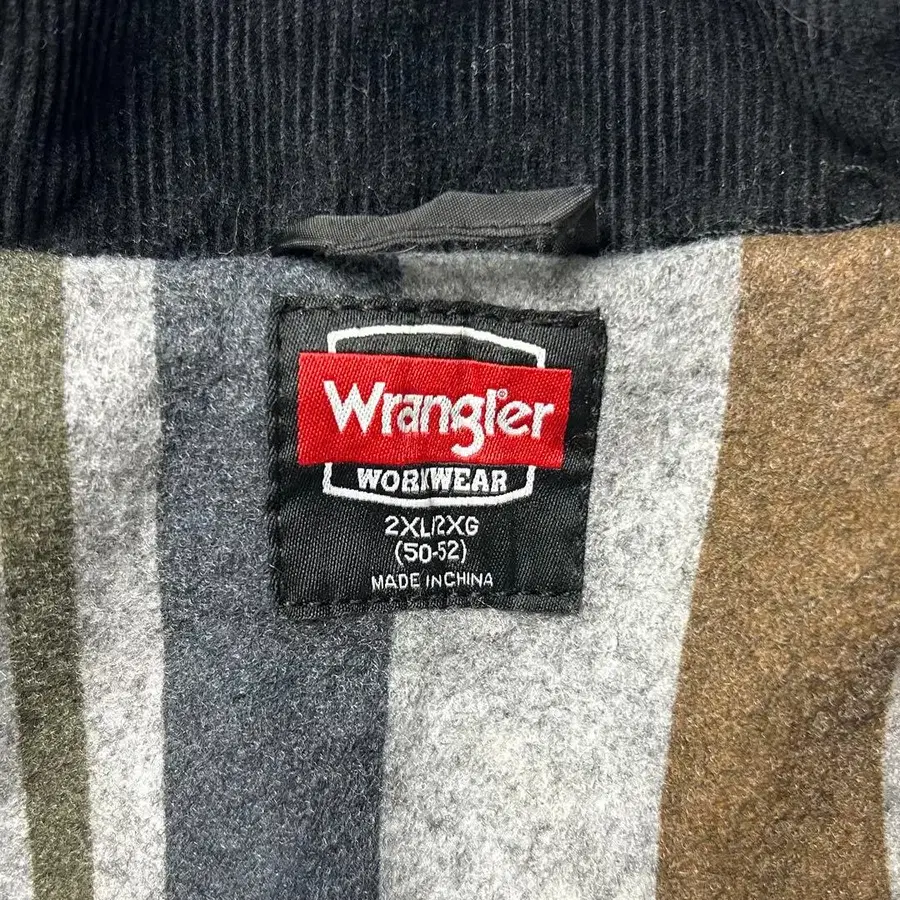 Wrangler
WORKWEAR
2XL/2XG
(50-52)
MADE IN CHINA